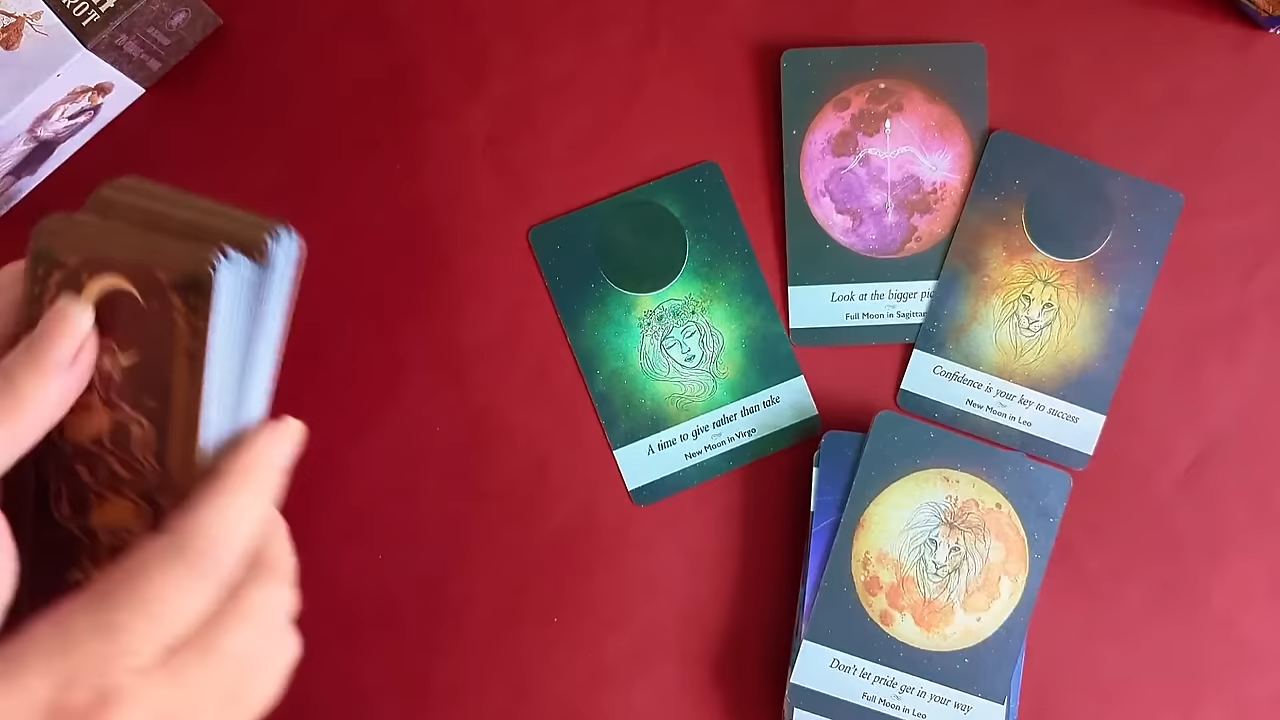 ROT
Look at the bigger pic
Full Moon in Sagittar
A time to give rather than take
New Moon in Virgo
Confidence is your key to success
New Moon in Leo
Don't let pride get in your way
Full Moon in Leo